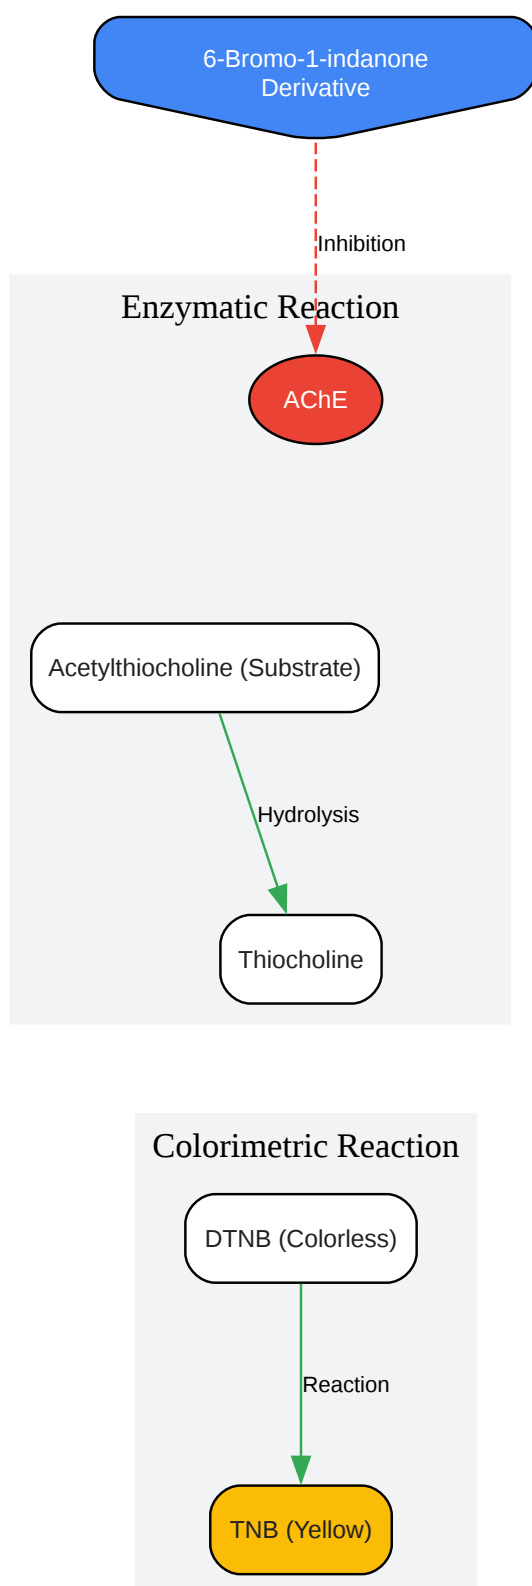 6-Bromo-1-indanone
Derivative
Inhibition
Enzymatic Reaction
AChE
Acetylthiocholine (Substrate)
Hydrolysis
Thiocholine
Colorimetric Reaction
DTNB (Colorless)
Reaction
TNB (Yellow)